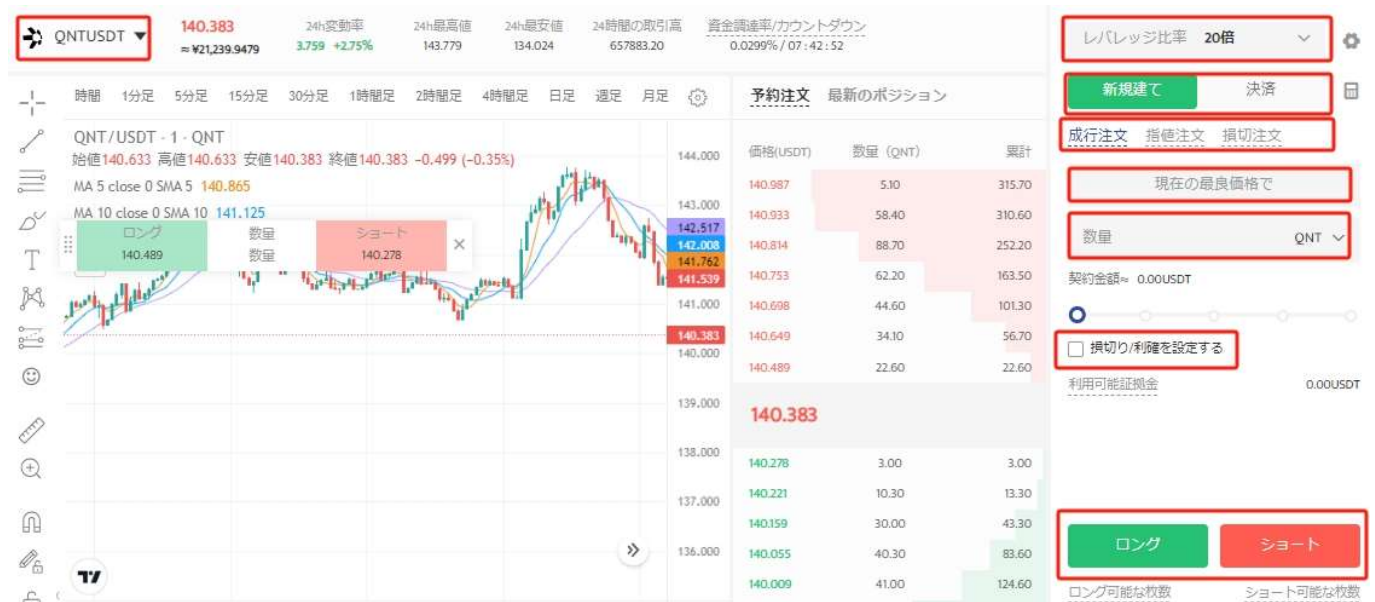 QNTUSDT ▼
140.383
≈ ¥21,239.9479
24h変動率
3.759 +2.75%
24h最高値
143.779
24h最安値
134.024
24時間の取引高
657883.20
資金調達率/カウントダウン
0.0299% / 07 : 42 : 52
時間 1分足 5分足 15分足 30分足 1時間足 2時間足 4時間足 日足 週足 月足
QNT/USDT · 1 · QNT
始値140.633 高値140.633 安値140.383 終値140.383 −0.499 (−0.35%)
MA 5 close 0 SMA 5 140.865
MA 10 close 0 SMA 10 141.125
ロング 数量 ショート
140.489 数量 140.278
144.000
143.000
142.517
142.008
141.762
141.539
141.000
140.383
140.000
139.000
138.000
137.000
136.000
予約注文 最新のポジション
価格(USDT) 数量 (QNT) 累計
140.987 5.10 315.70
140.933 58.40 310.60
140.814 88.70 252.20
140.753 62.20 163.50
140.698 44.60 101.30
140.649 34.10 56.70
140.489 22.60 22.60
140.383
140.278 3.00 3.00
140.221 10.30 13.30
140.159 30.00 43.30
140.055 40.30 83.60
140.009 41.00 124.60
レバレッジ比率 20倍
新規建て 決済
成行注文 指値注文 損切注文
現在の最良価格で
数量 QNT
契約金額≈ 0.00USDT
損切り/利確を設定する
利用可能証拠金 0.00USDT
ロング ショート
ロング可能な枚数 ショート可能な枚数